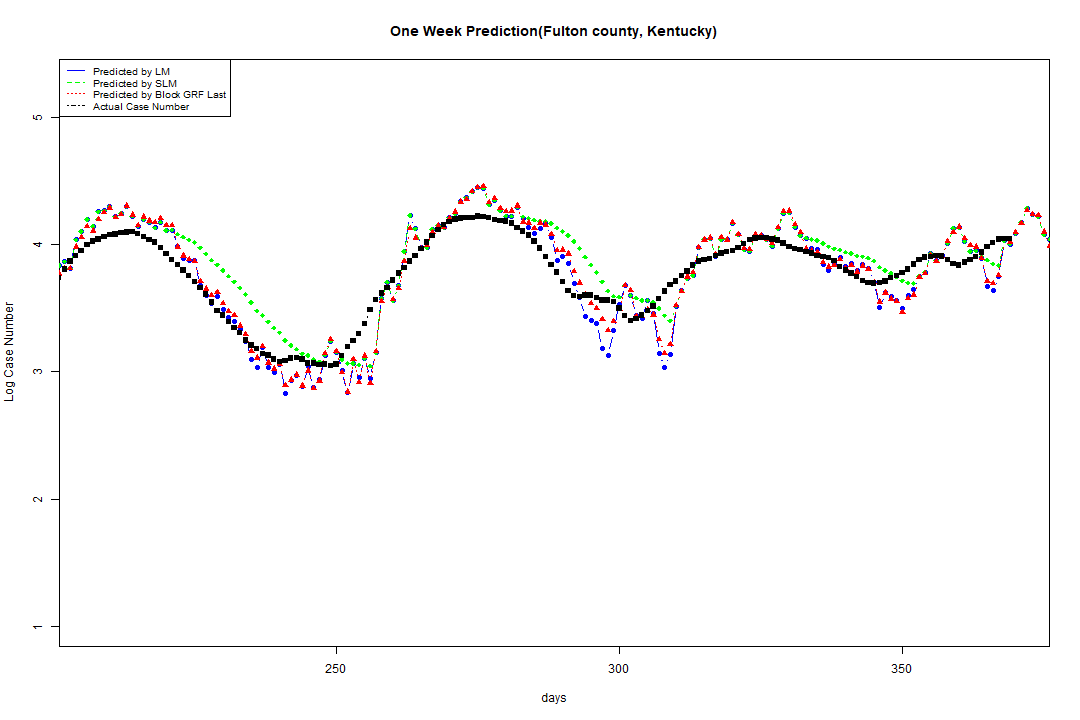 One Week Prediction(Fulton county, Kentucky)
Predicted by LM
Predicted by SLM
Predicted by Block GRF Last
Actual Case Number
5
4
3
2
1
Log Case Number
250
300
350
days